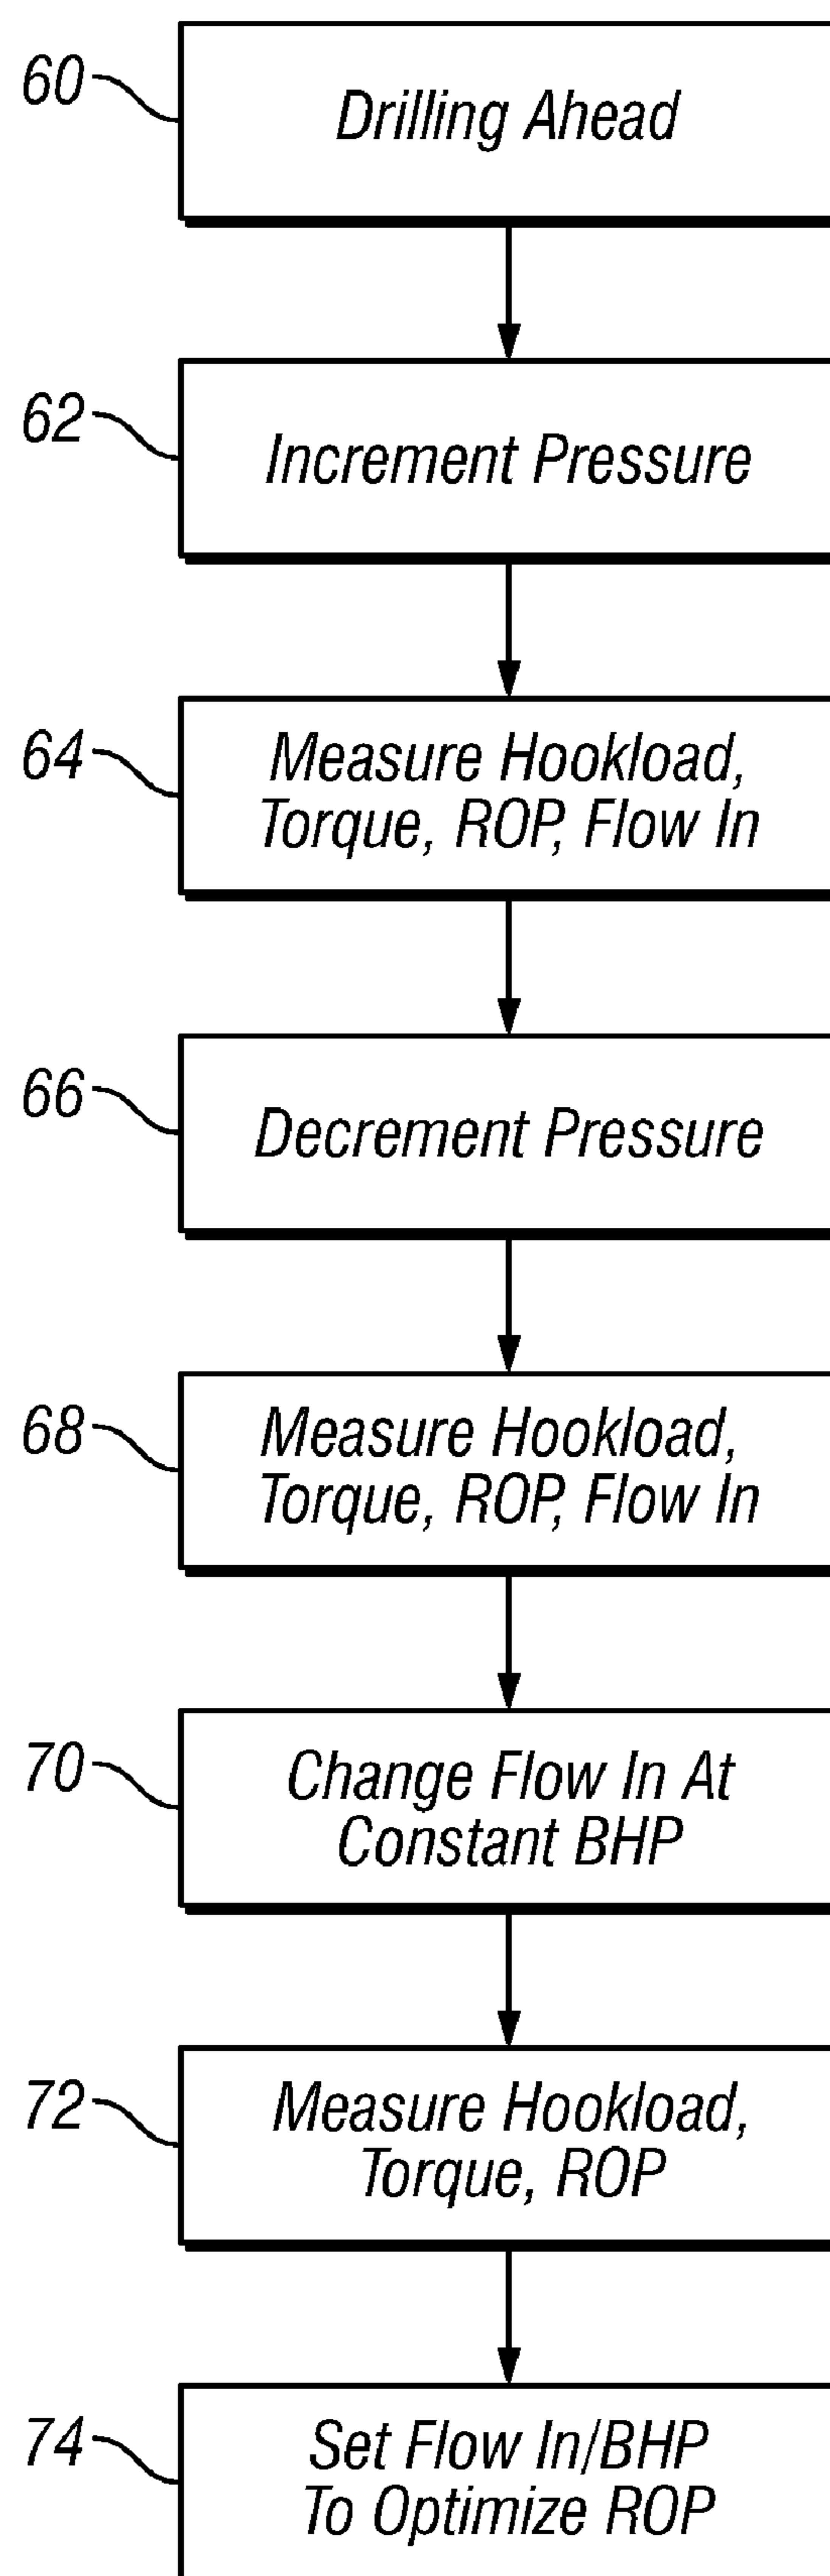 60
Drilling Ahead
62
Increment Pressure
64
Measure Hookload,
Torque, ROP, Flow In
66
Decrement Pressure
68
Measure Hookload,
Torque, ROP, Flow In
70
Change Flow In At
Constant BHP
72
Measure Hookload,
Torque, ROP
74
Set Flow In/BHP
To Optimize ROP